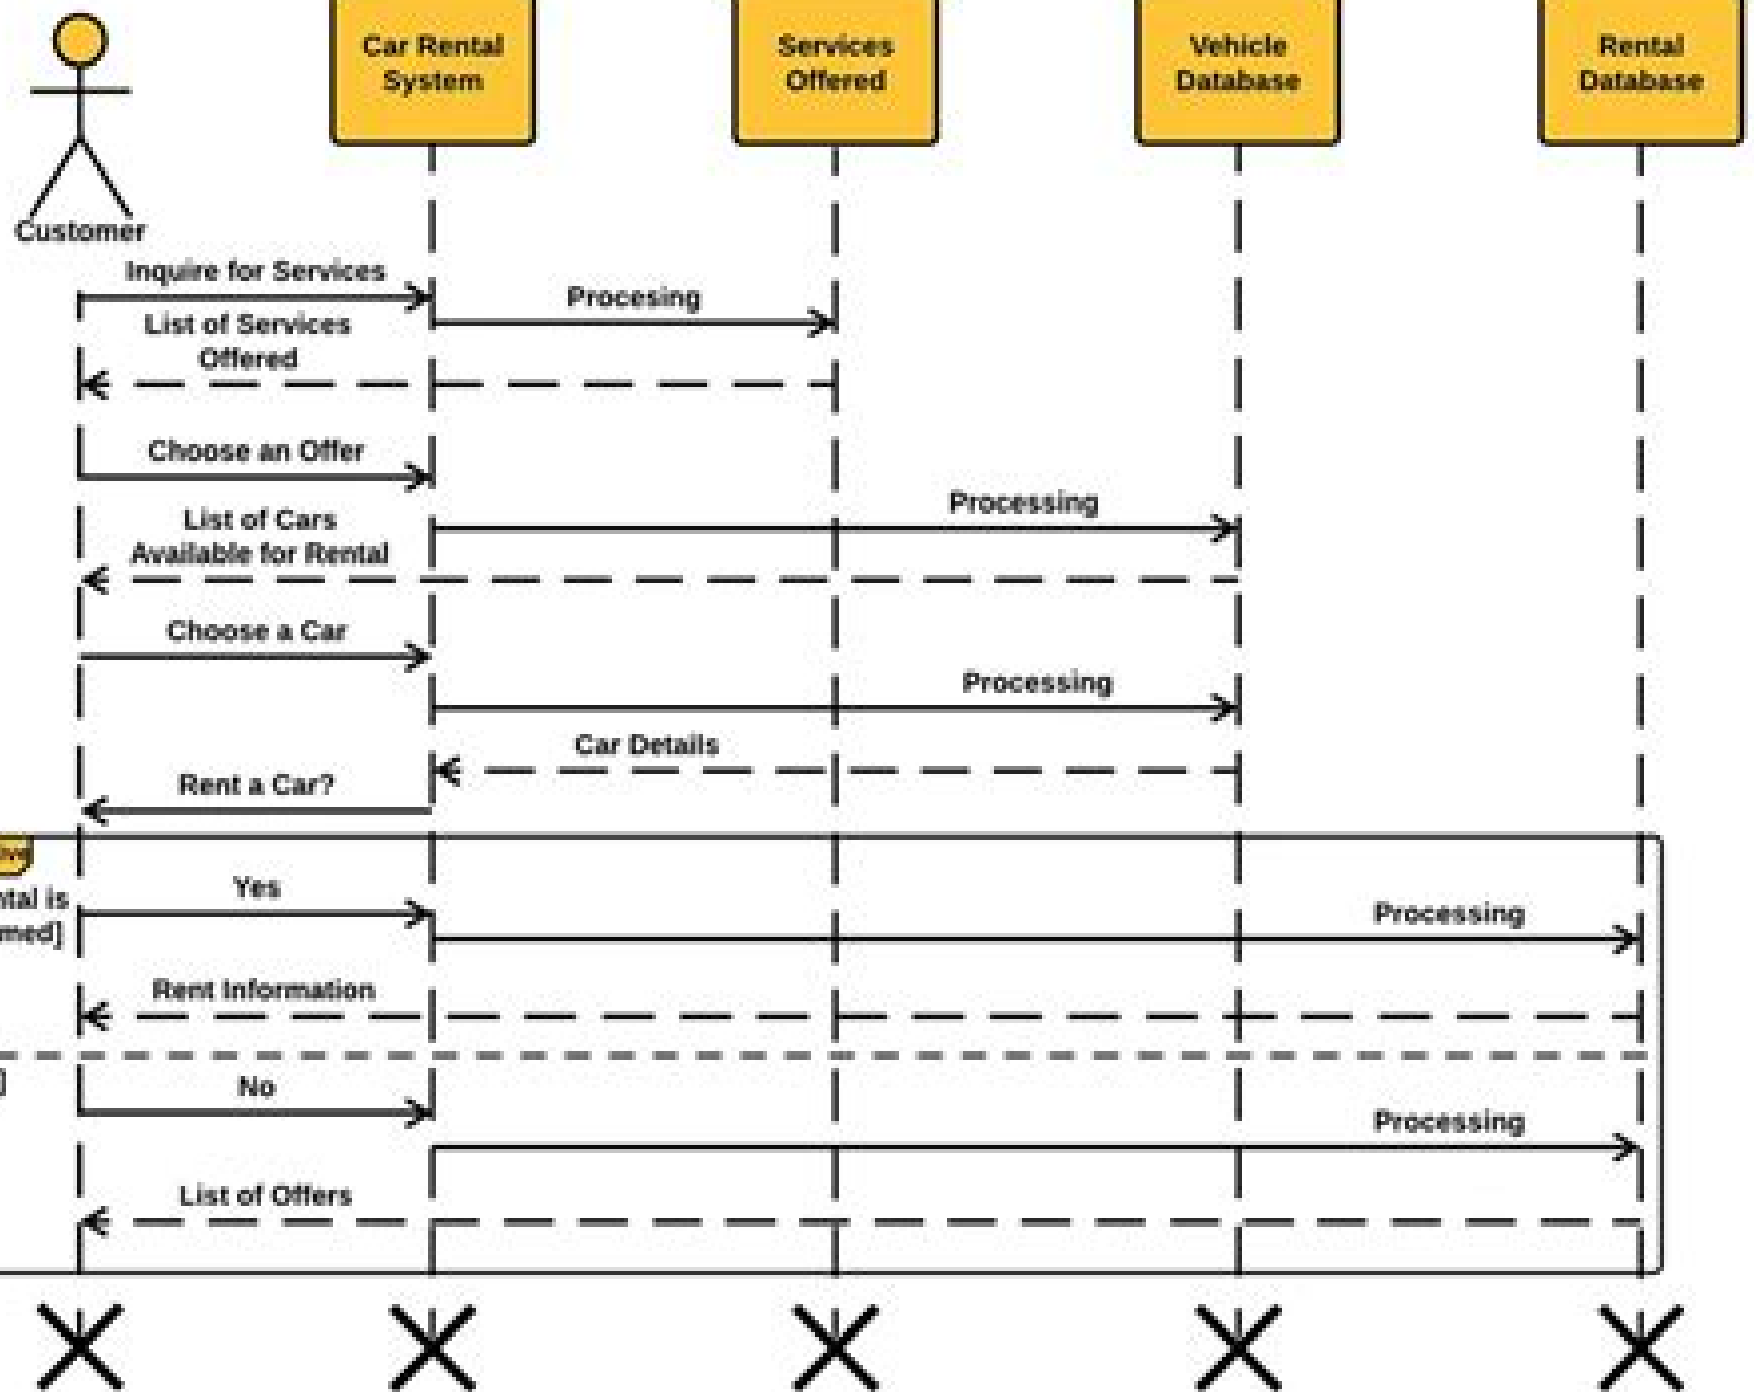 Car Rental
System
Services
Offered
Vehicle
Database
Rental
Database
Customer
Inquire for Services
Procesing
List of Services
Offered
Choose an Offer
Processing
List of Cars
Available for Rental
Choose a Car
Processing
Car Details
Rent a Car?
Yes
is
Processing
Rent Information
No
Processing
List of Offers